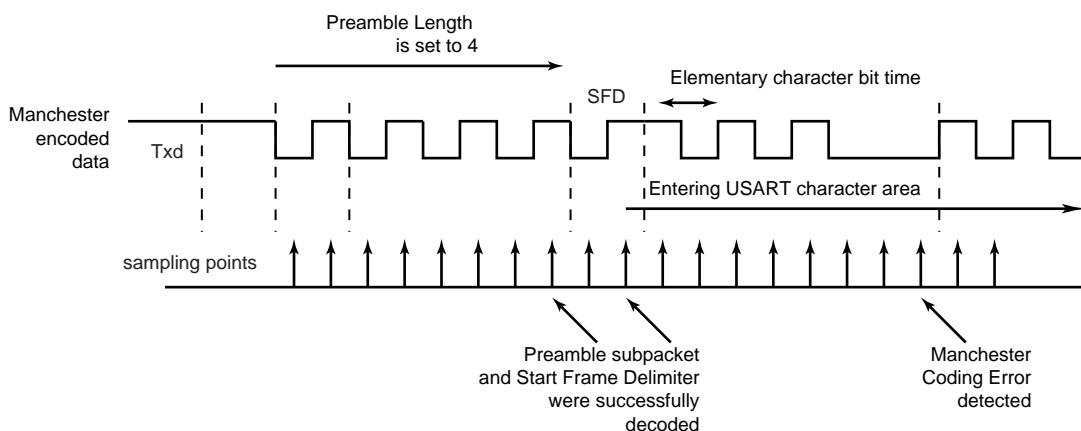 Preamble Length
is set to 4
Elementary character bit time
SFD
Manchester
encoded
data
Txd
Entering USART character area
sampling points
Preamble subpacket
and Start Frame Delimiter
were successfully
decoded
Manchester
Coding Error
detected